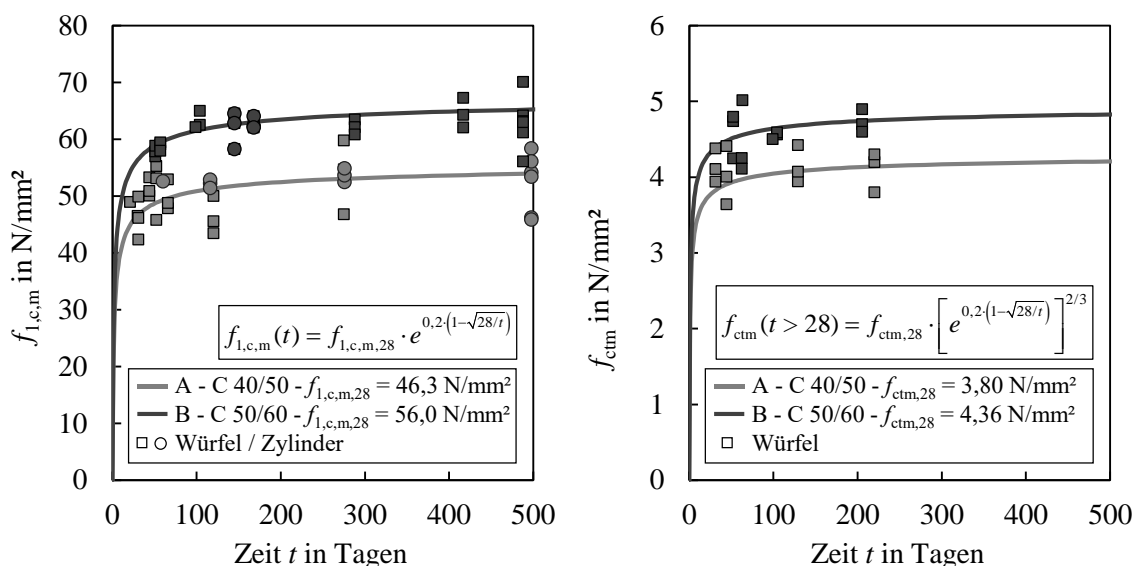 80
70
60
50
40
30
20
10
0
f1,c,m in N/mm²
f1,c,m(t) = f1,c,m,28 · e^0,2·(1−√28/t)
A - C 40/50 - f1,c,m,28 = 46,3 N/mm²
B - C 50/60 - f1,c,m,28 = 56,0 N/mm²
Würfel / Zylinder
0 100 200 300 400 500
Zeit t in Tagen
6
5
4
3
2
1
0
fctm in N/mm²
fctm(t > 28) = fctm,28 · [e^0,2·(1−√28/t)]^2/3
A - C 40/50 - fctm,28 = 3,80 N/mm²
B - C 50/60 - fctm,28 = 4,36 N/mm²
Würfel
0 100 200 300 400 500
Zeit t in Tagen